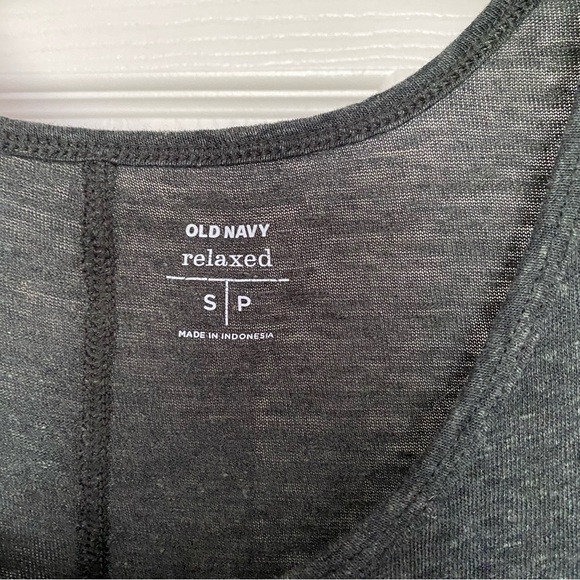 OLD NAVY
relaxed
S | P
MADE IN INDONESIA